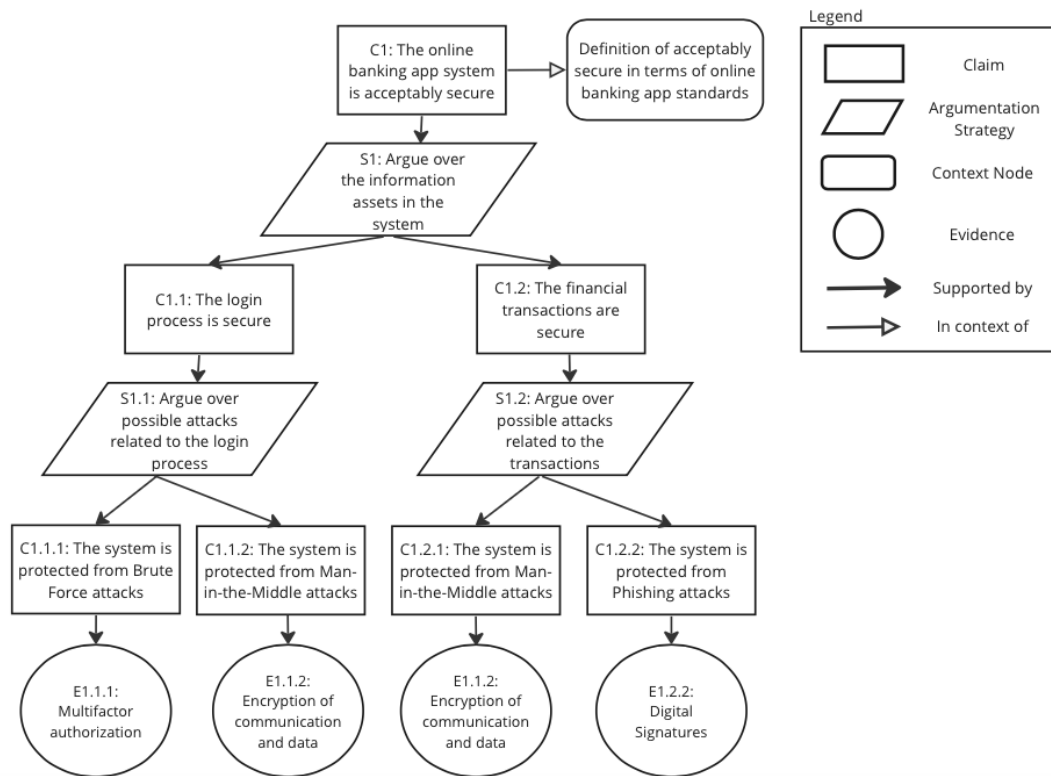 Legend
C1: The online
banking app system
is acceptably secure
Definition of acceptably
secure in terms of online
banking app standards
Claim
Argumentation
Strategy
Context Node
Evidence
Supported by
In context of
S1: Argue over
the information
assets in the
system
C1.1: The login
process is secure
C1.2: The financial
transactions are
secure
S1.1: Argue over
possible attacks
related to the login
process
S1.2: Argue over
possible attacks
related to the
transactions
C1.1.1: The system is
protected from Brute
Force attacks
C1.1.2: The system is
protected from Man-
in-the-Middle attacks
C1.2.1: The system is
protected from Man-
in-the-Middle attacks
C1.2.2: The system is
protected from
Phishing attacks
E1.1.1:
Multifactor
authorization
E1.1.2:
Encryption of
communication
and data
E1.1.2:
Encryption of
communication
and data
E1.2.2:
Digital
Signatures